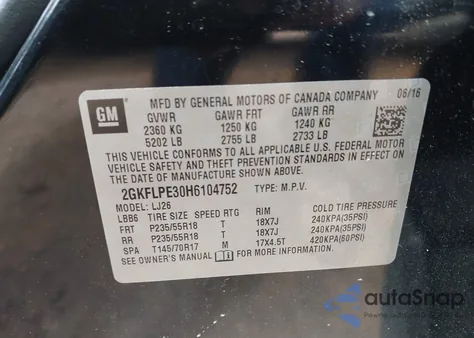 GM
MFD BY GENERAL MOTORS OF CANADA COMPANY 06/16
GVWR GAWR FRT GAWR RR
2360 KG 1250 KG 1240 KG
5202 LB 2755 LB 2733 LB
THIS VEHICLE CONFORMS TO ALL APPLICABLE U.S. FEDERAL MOTOR
VEHICLE SAFETY AND THEFT PREVENTION STANDARDS IN EFFECT
ON THE DATE OF MANUFACTURE SHOWN ABOVE.
2GKFLPE30H6104752 TYPE: M.P.V.
MODEL: LJ26
LBB6 TIRE SIZE SPEED RTG RIM COLD TIRE PRESSURE
FRT P235/55R18 T 18X7J 240KPA(35PSI)
RR P235/55R18 T 18X7J 240KPA(35PSI)
SPA T145/70R17 M 17X4.5T 420KPA(60PSI)
SEE OWNER'S MANUAL FOR MORE INFORMATION.
autoSnap